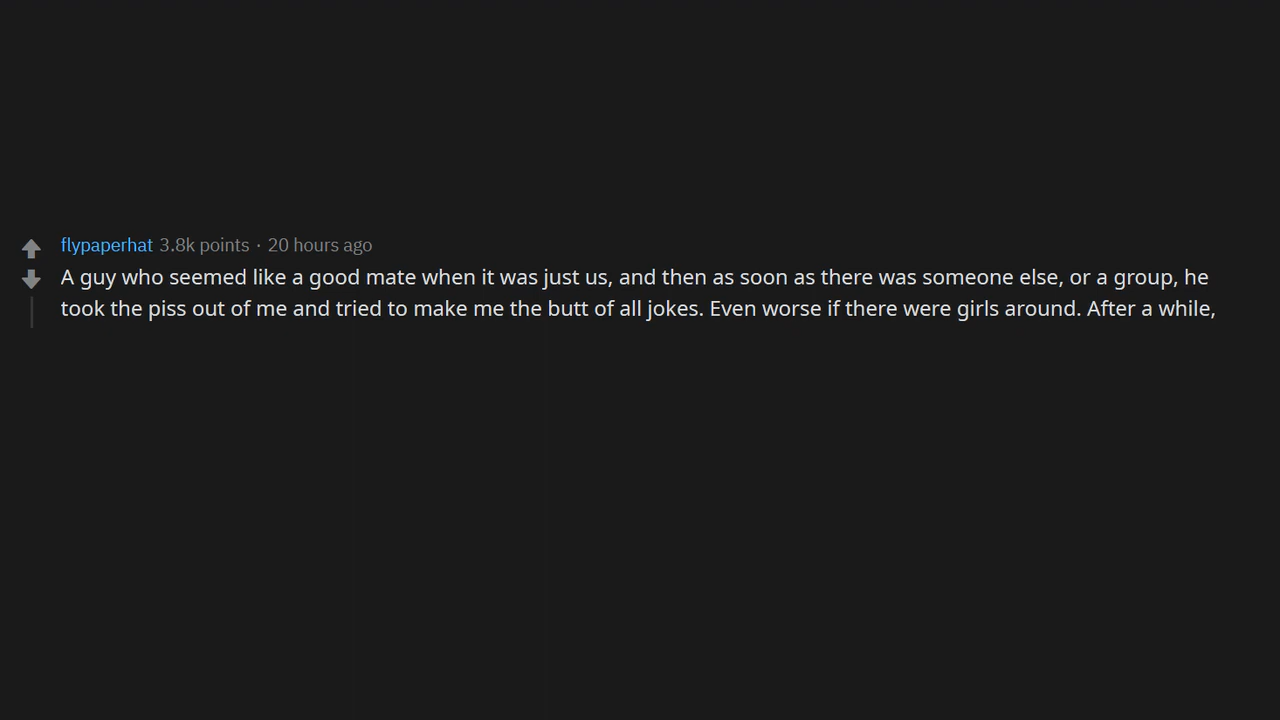 flypaperhat 3.8k points · 20 hours ago
A guy who seemed like a good mate when it was just us, and then as soon as there was someone else, or a group, he
took the piss out of me and tried to make me the butt of all jokes. Even worse if there were girls around. After a while,